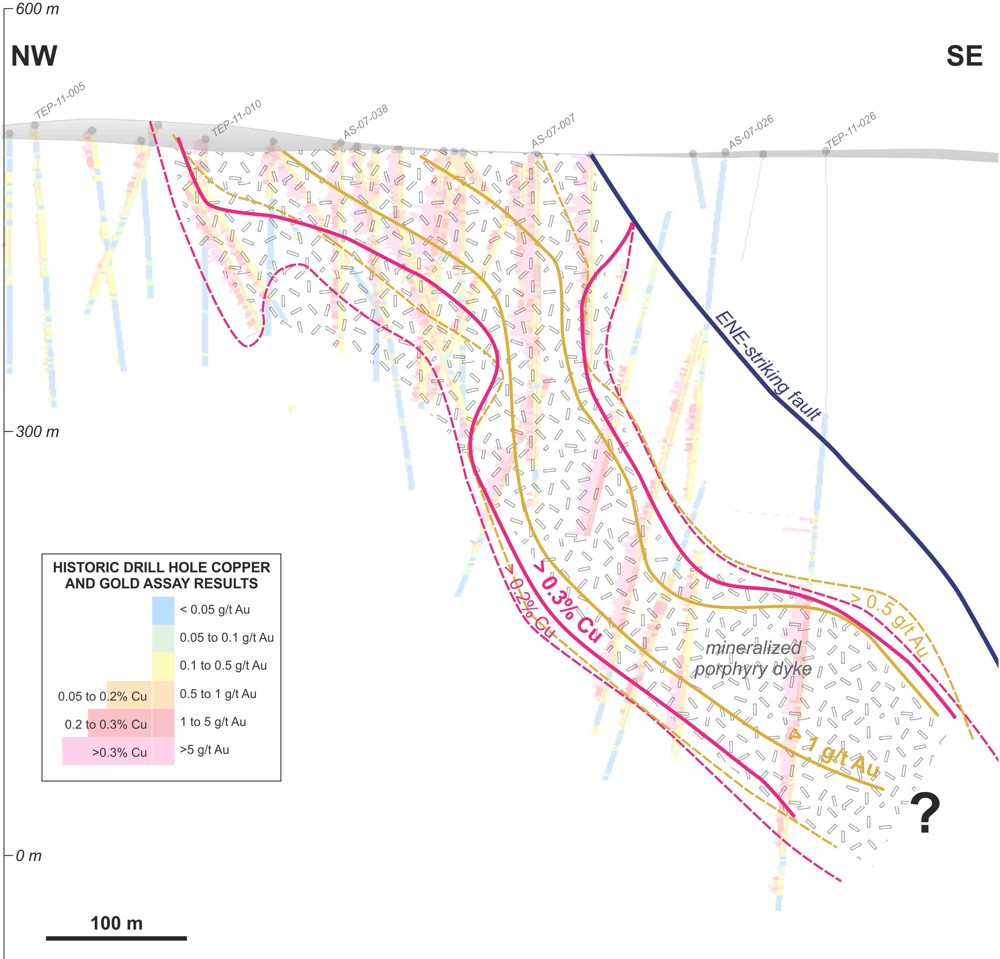 600 m
NW
SE
TEP-11-005
TEP-11-010
AS-07-038
AS-07-007
AS-07-026
TEP-11-026
ENE-striking fault
300 m
HISTORIC DRILL HOLE COPPER
AND GOLD ASSAY RESULTS
< 0.05 g/t Au
0.05 to 0.1 g/t Au
0.1 to 0.5 g/t Au
0.05 to 0.2% Cu
0.5 to 1 g/t Au
0.2 to 0.3% Cu
1 to 5 g/t Au
>0.3% Cu
>5 g/t Au
> 0.2% Cu
> 0.3% Cu
> 0.5 g/t Au
mineralized
porphyry dyke
> 1 g/t Au
?
0 m
100 m